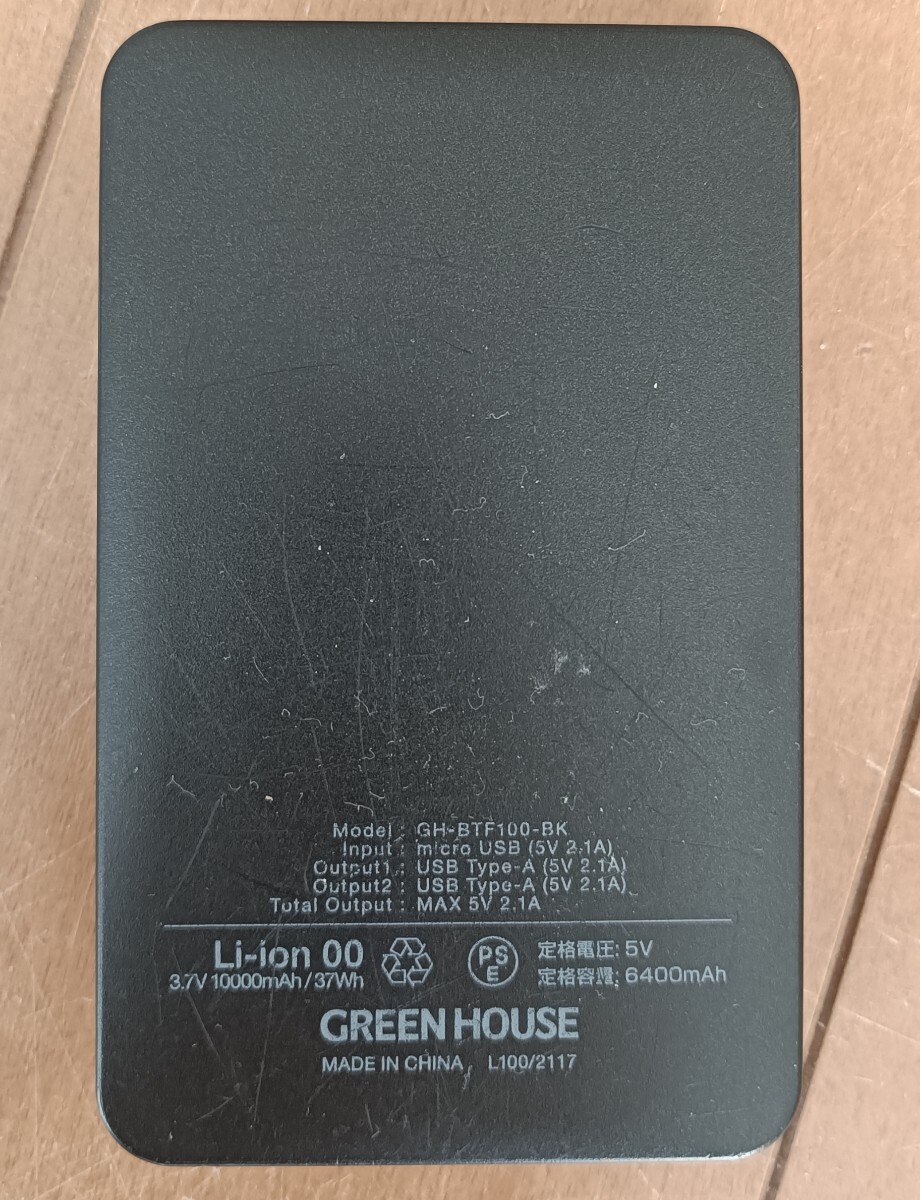 Model : GH-BTF100-BK
Input : micro USB (5V 2.1A)
Output1 : USB Type-A (5V 2.1A)
Output2 : USB Type-A (5V 2.1A)
Total Output : MAX 5V 2.1A
Li-ion 00
3.7V 10000mAh / 37Wh
PS
E
定格電圧: 5V
定格容量: 6400mAh
GREEN HOUSE
MADE IN CHINA L100/2117